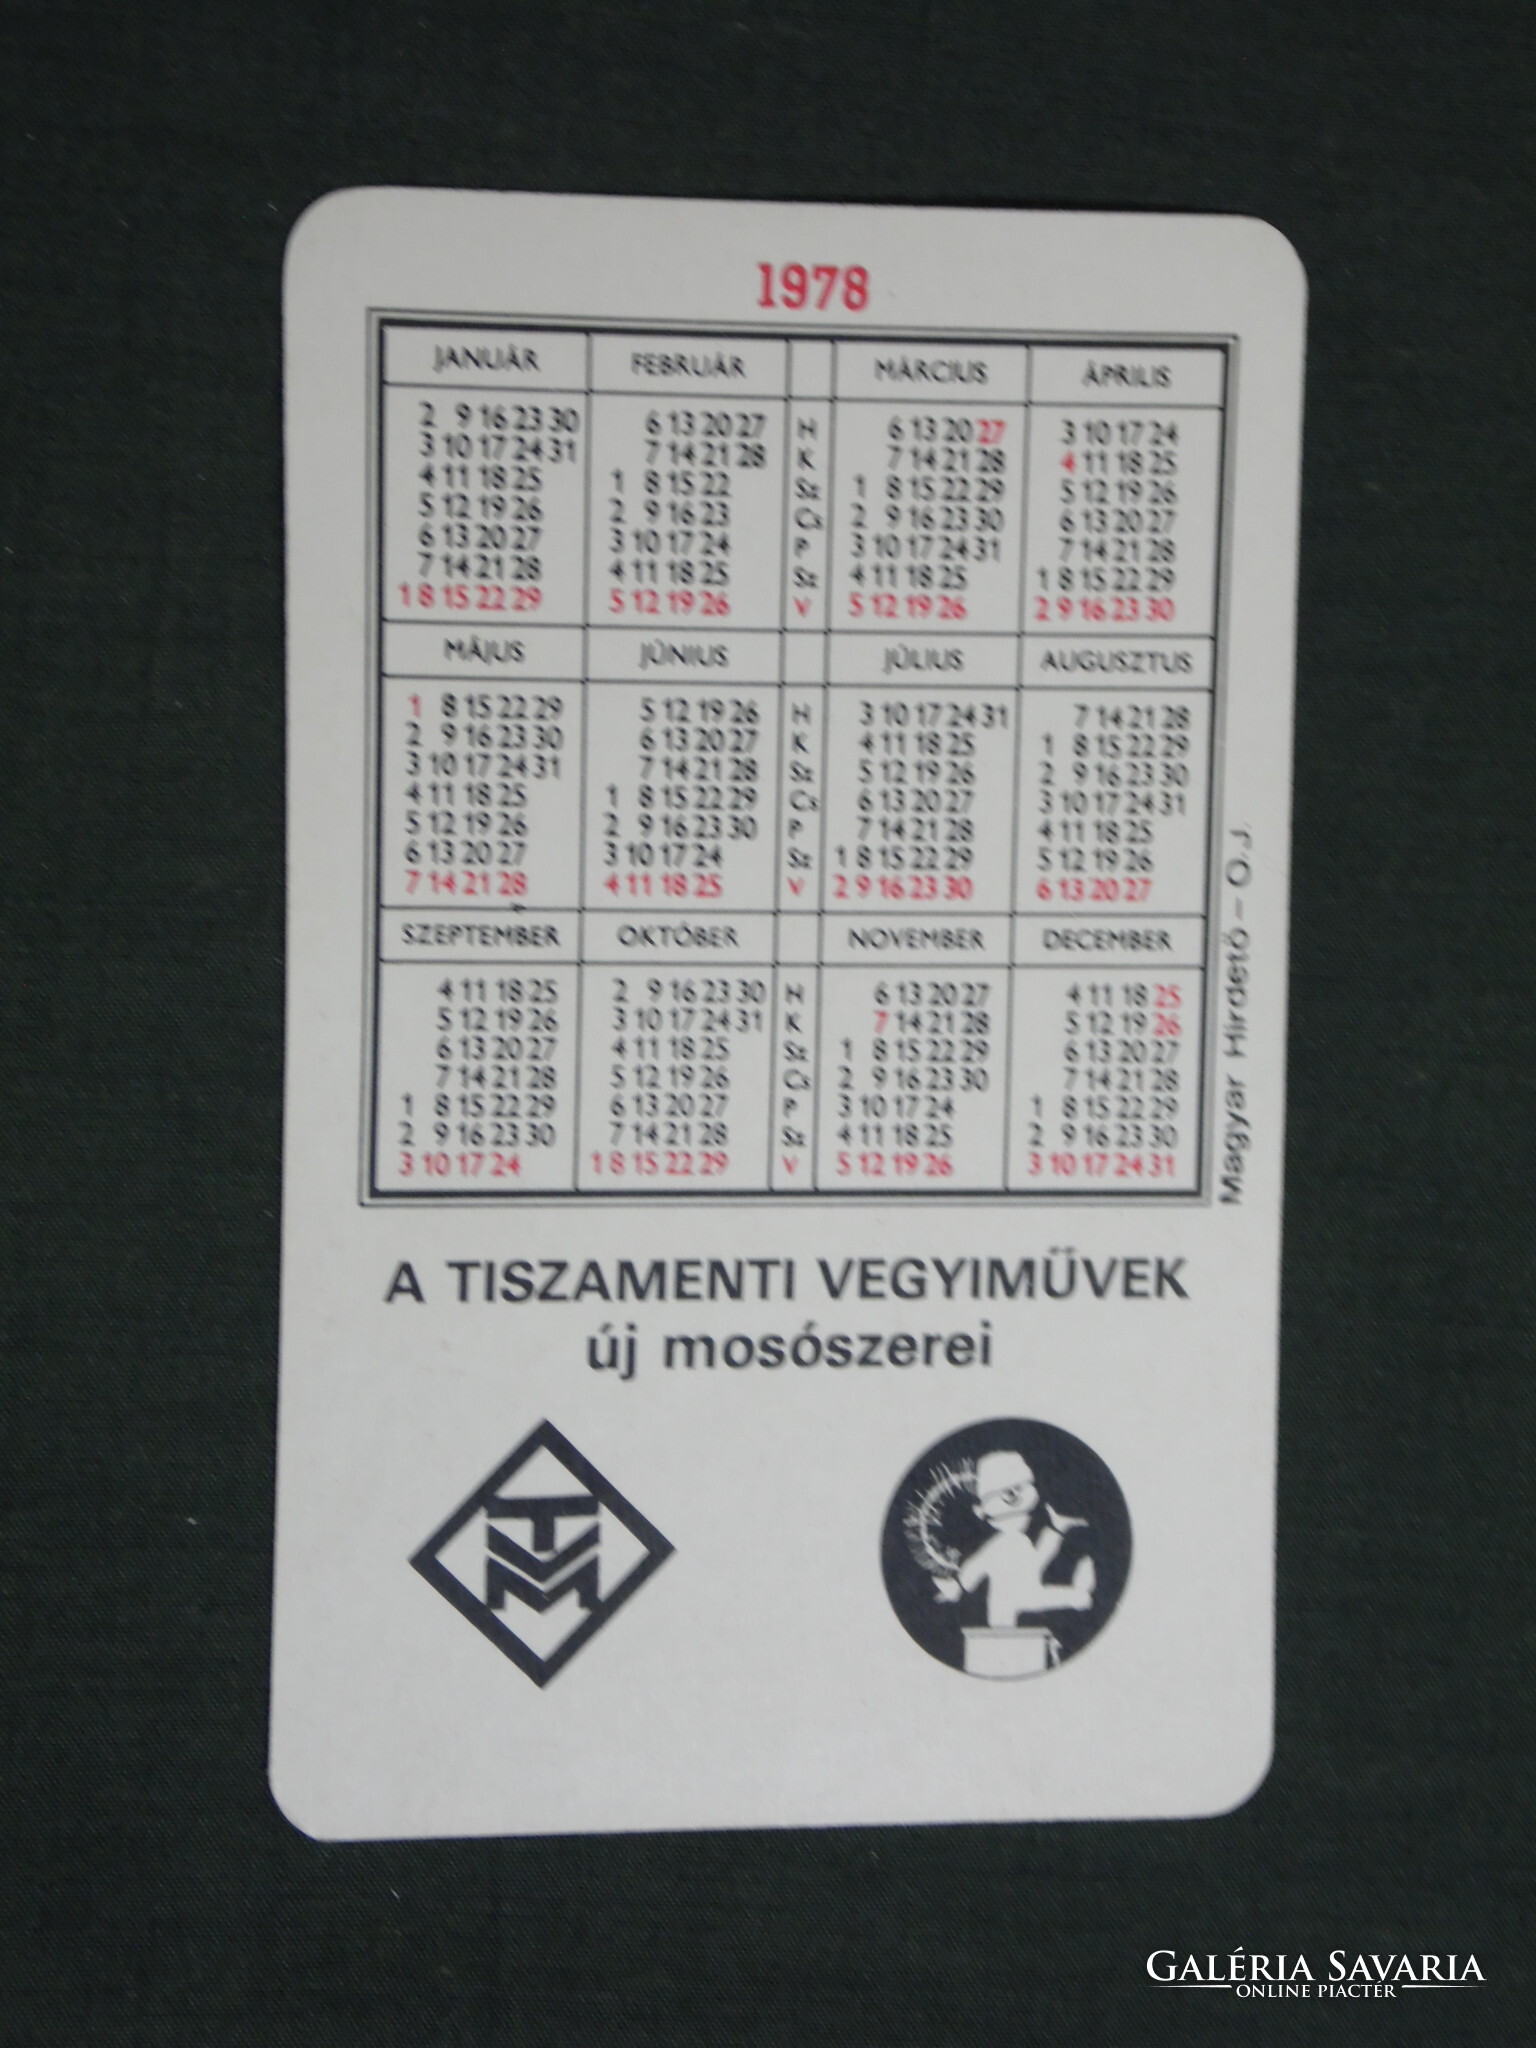 1978
JANUÁR FEBRUÁR MÁRCIUS ÁPRILIS
2 9 16 23 30 6 13 20 27 H 6 13 20 27 3 10 17 24
3 10 17 24 31 7 14 21 28 K 7 14 21 28 4 11 18 25
4 11 18 25 1 8 15 22 Sz 1 8 15 22 29 5 12 19 26
5 12 19 26 2 9 16 23 Cs 2 9 16 23 30 6 13 20 27
6 13 20 27 3 10 17 24 P 3 10 17 24 31 7 14 21 28
7 14 21 28 4 11 18 25 Sz 4 11 18 25 1 8 15 22 29
1 8 15 22 29 5 12 19 26 V 5 12 19 26 2 9 16 23 30
MÁJUS JÚNIUS JÚLIUS AUGUSZTUS
1 8 15 22 29 5 12 19 26 H 3 10 17 24 31 7 14 21 28
2 9 16 23 30 6 13 20 27 K 4 11 18 25 1 8 15 22 29
3 10 17 24 31 7 14 21 28 Sz 5 12 19 26 2 9 16 23 30
4 11 18 25 1 8 15 22 29 Cs 6 13 20 27 3 10 17 24 31
5 12 19 26 2 9 16 23 30 P 7 14 21 28 4 11 18 25
6 13 20 27 3 10 17 24 Sz 1 8 15 22 29 5 12 19 26
7 14 21 28 4 11 18 25 V 2 9 16 23 30 6 13 20 27
SZEPTEMBER OKTÓBER NOVEMBER DECEMBER
4 11 18 25 2 9 16 23 30 H 6 13 20 27 4 11 18 25
5 12 19 26 3 10 17 24 31 K 7 14 21 28 5 12 19 26
6 13 20 27 4 11 18 25 Sz 1 8 15 22 29 6 13 20 27
7 14 21 28 5 12 19 26 Cs 2 9 16 23 30 7 14 21 28
1 8 15 22 29 6 13 20 27 P 3 10 17 24 1 8 15 22 29
2 9 16 23 30 7 14 21 28 Sz 4 11 18 25 2 9 16 23 30
3 10 17 24 1 8 15 22 29 V 5 12 19 26 3 10 17 24 31
Magyar Hirdető – O. J.
A TISZAMENTI VEGYIMŰVEK
új mosószerei
TVM
GALÉRIA SAVARIA
ONLINE PIACTÉR